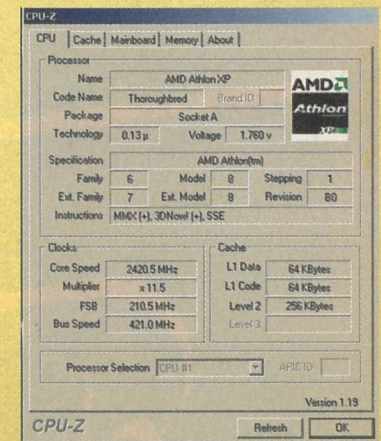 CPU-Z
CPU Cache Mainboard Memory About
Processor
Name AMD Athlon XP
AMD
Athlon
XP
Code Name Thoroughbred Brand ID
Package Socket A
Technology 0.13 µ Voltage 1.760 v
Specification AMD Athlon(tm)
Family 6 Model 8 Stepping 1
Ext. Family 7 Ext. Model 8 Revision B0
Instructions MMX (+), 3DNow! (+), SSE
Clocks
Core Speed 2420.5 MHz
Multiplier x 11.5
FSB 210.5 MHz
Bus Speed 421.0 MHz
Cache
L1 Data 64 KBytes
L1 Code 64 KBytes
Level 2 256 KBytes
Level 3
Processor Selection CPU #1 APIC ID
Version 1.19
CPU-Z Refresh OK